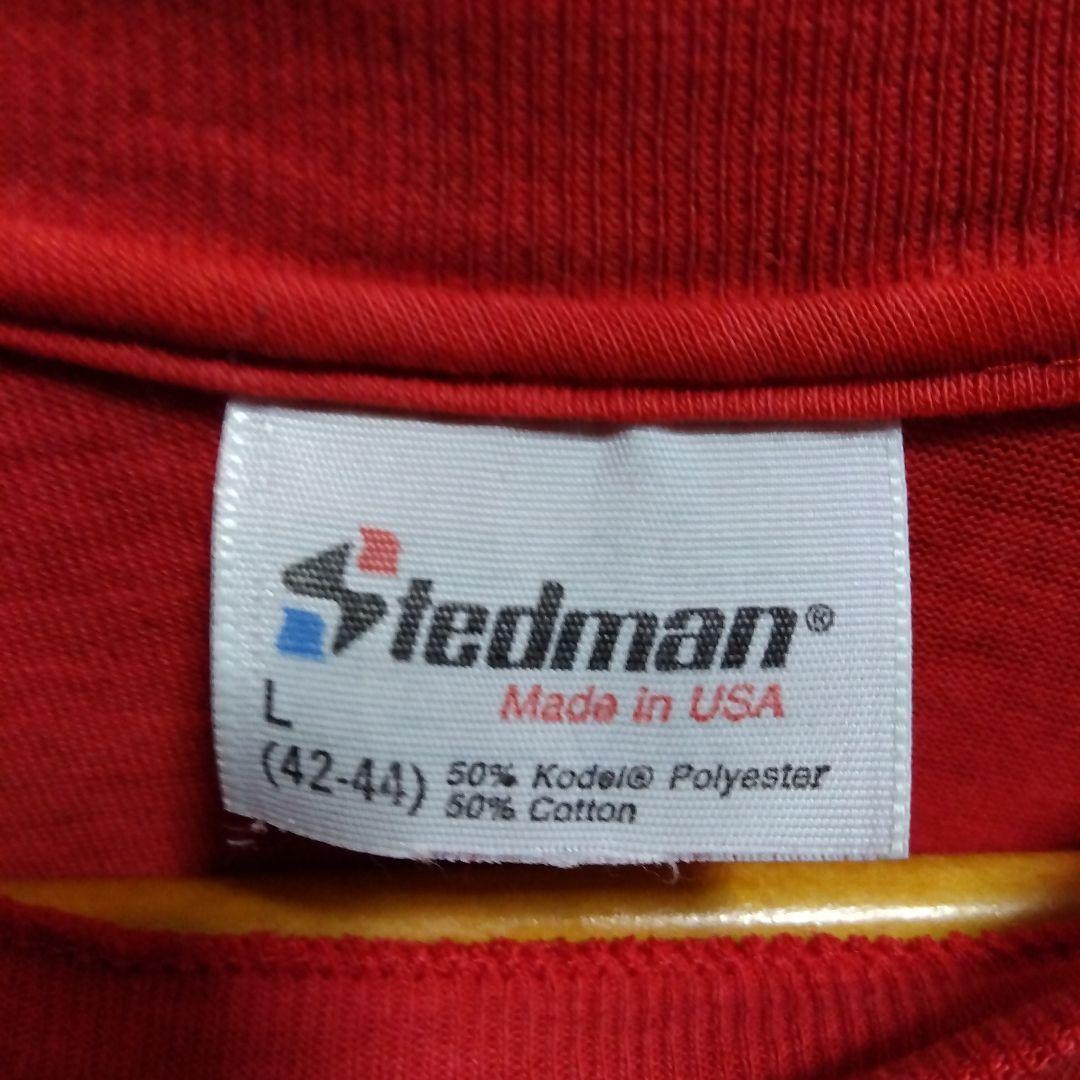 Stedman®
Made in USA
L
(42-44)
50% Kodel® Polyester
50% Cotton